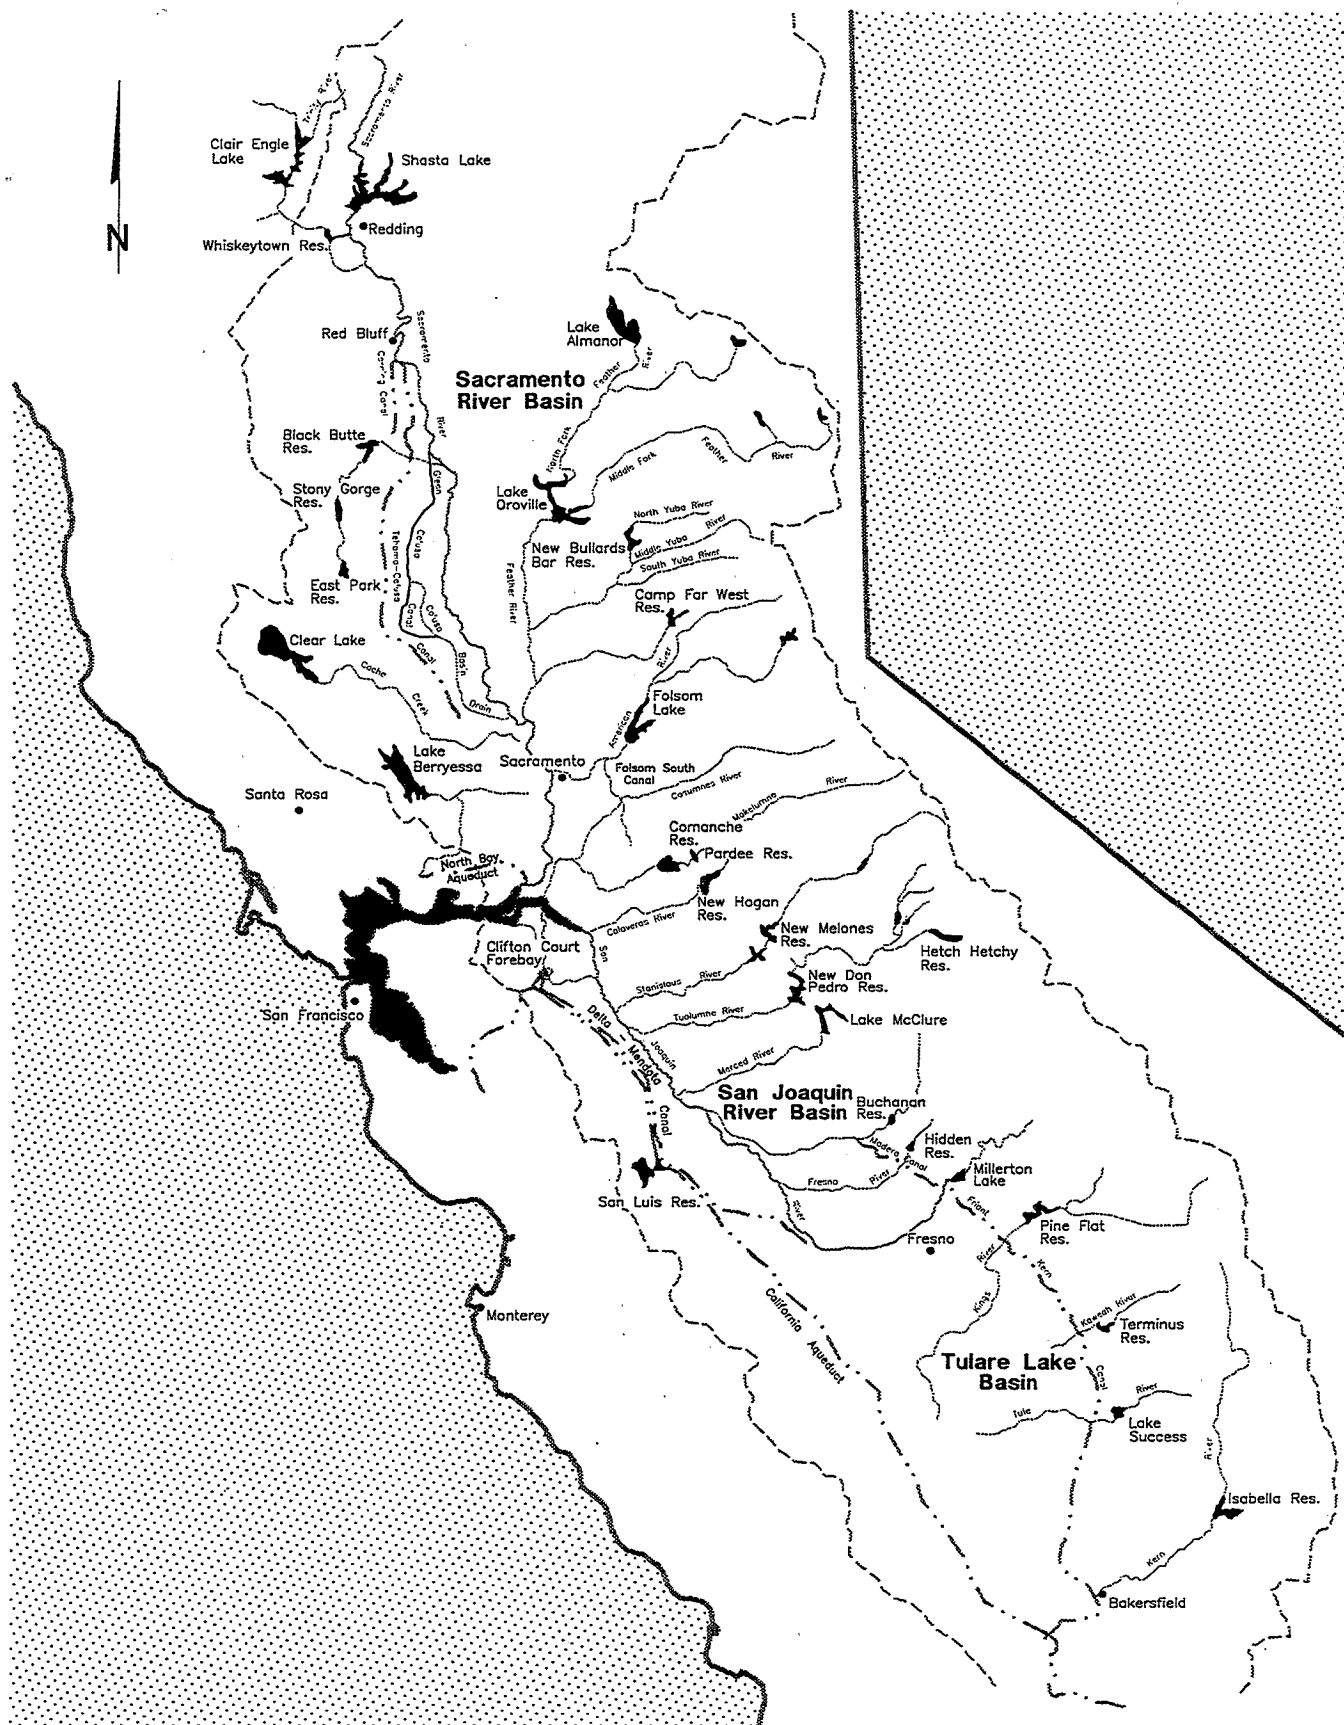 Trinity River
Sacramento River
Clair Engle
Lake
Shasta Lake
N
Redding
Whiskeytown Res.
Red Bluff
Sacramento
River
Corning Canal
Lake
Almanor
Feather
River
North Fork
Sacramento
River Basin
Black Butte
Res.
Middle Fork
Feather
River
Stony Gorge
Res.
Glenn
Colusa
Canal
Lake
Oroville
North Yuba River
Middle Yuba River
South Yuba River
New Bullards
Bar Res.
Tehama-Colusa
Canal
East Park
Res.
Feather River
Camp Far West
Res.
Colusa
Basin
Drain
Clear Lake
Cache
Creek
River
American
Folsom
Lake
Lake
Berryessa
Sacramento
Folsom South
Canal
Santa Rosa
Cosumnes River
Mokelumne
River
Comanche
Res.
Pardee Res.
North Bay
Aqueduct
New Hogan
Res.
Calaveras River
San
Joaquin
River
New Melones
Res.
Clifton Court
Forebay
Hetch Hetchy
Res.
Stanislaus River
New Don
Pedro Res.
San Francisco
Tuolumne River
Lake McClure
Delta
Mendota
Canal
Merced River
San Joaquin
River Basin
Buchanan
Res.
Madera Canal
Hidden
Res.
Fresno River
Millerton
Lake
San Luis Res.
Friant
Kern
Canal
Pine Flat
Res.
Fresno
Kings
River
Monterey
California
Aqueduct
Kaweah River
Terminus
Res.
Tulare Lake
Basin
Tule
River
Lake
Success
River
Isabella Res.
Kern
Bakersfield